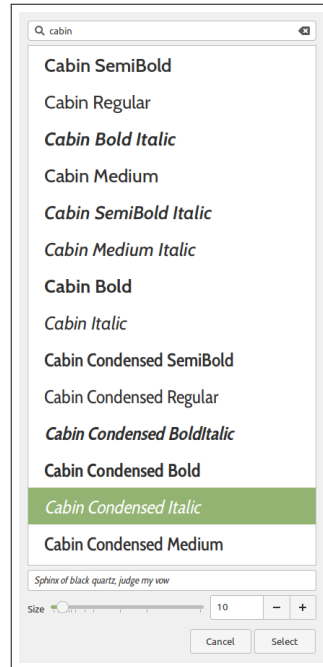 cabin
Cabin SemiBold
Cabin Regular
Cabin Bold Italic
Cabin Medium
Cabin SemiBold Italic
Cabin Medium Italic
Cabin Bold
Cabin Italic
Cabin Condensed SemiBold
Cabin Condensed Regular
Cabin Condensed BoldItalic
Cabin Condensed Bold
Cabin Condensed Italic
Cabin Condensed Medium
Sphinx of black quartz, judge my vow
Size 10 − +
Cancel Select